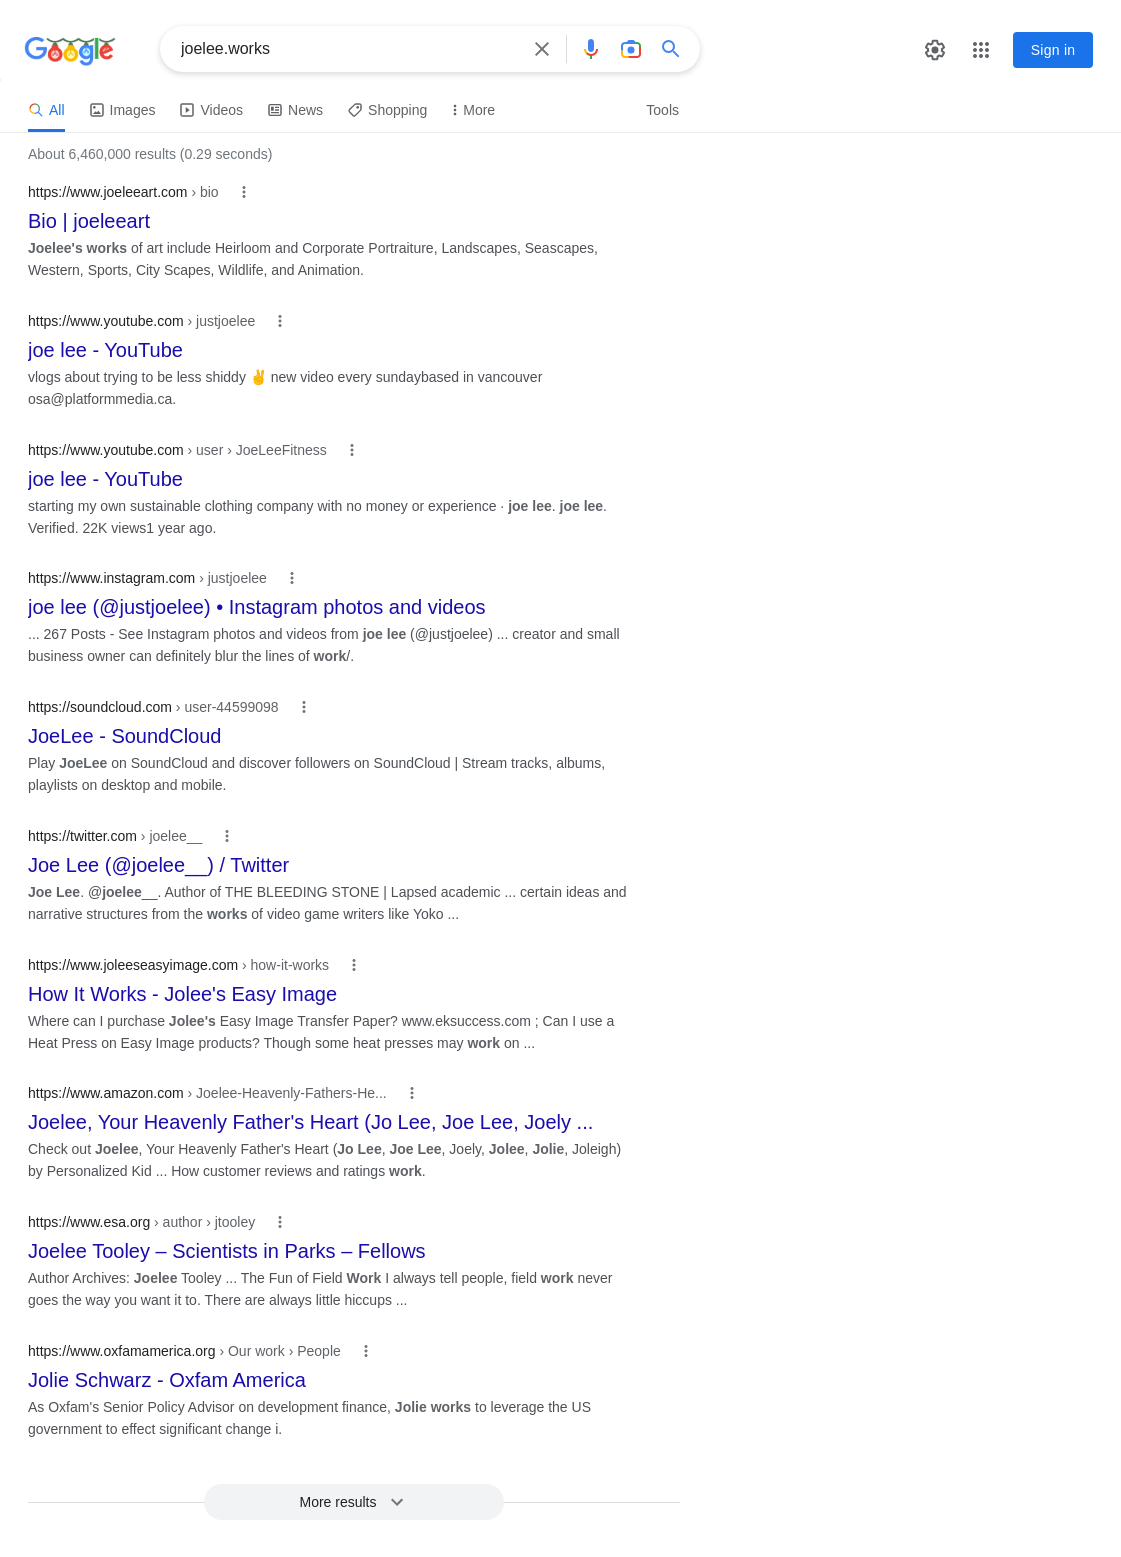 Google
joelee.works
Sign in
All Images Videos News Shopping More Tools
About 6,460,000 results (0.29 seconds)
https://www.joeleeart.com › bio
Bio | joeleeart
Joelee's works of art include Heirloom and Corporate Portraiture, Landscapes, Seascapes,
Western, Sports, City Scapes, Wildlife, and Animation.
https://www.youtube.com › justjoelee
joe lee - YouTube
vlogs about trying to be less shiddy ✌ new video every sundaybased in vancouver
osa@platformmedia.ca.
https://www.youtube.com › user › JoeLeeFitness
joe lee - YouTube
starting my own sustainable clothing company with no money or experience · joe lee. joe lee.
Verified. 22K views1 year ago.
https://www.instagram.com › justjoelee
joe lee (@justjoelee) • Instagram photos and videos
... 267 Posts - See Instagram photos and videos from joe lee (@justjoelee) ... creator and small
business owner can definitely blur the lines of work/.
https://soundcloud.com › user-44599098
JoeLee - SoundCloud
Play JoeLee on SoundCloud and discover followers on SoundCloud | Stream tracks, albums,
playlists on desktop and mobile.
https://twitter.com › joelee__
Joe Lee (@joelee__) / Twitter
Joe Lee. @joelee__. Author of THE BLEEDING STONE | Lapsed academic ... certain ideas and
narrative structures from the works of video game writers like Yoko ...
https://www.joleeseasyimage.com › how-it-works
How It Works - Jolee's Easy Image
Where can I purchase Jolee's Easy Image Transfer Paper? www.eksuccess.com ; Can I use a
Heat Press on Easy Image products? Though some heat presses may work on ...
https://www.amazon.com › Joelee-Heavenly-Fathers-He...
Joelee, Your Heavenly Father's Heart (Jo Lee, Joe Lee, Joely ...
Check out Joelee, Your Heavenly Father's Heart (Jo Lee, Joe Lee, Joely, Jolee, Jolie, Joleigh)
by Personalized Kid ... How customer reviews and ratings work.
https://www.esa.org › author › jtooley
Joelee Tooley – Scientists in Parks – Fellows
Author Archives: Joelee Tooley ... The Fun of Field Work I always tell people, field work never
goes the way you want it to. There are always little hiccups ...
https://www.oxfamamerica.org › Our work › People
Jolie Schwarz - Oxfam America
As Oxfam's Senior Policy Advisor on development finance, Jolie works to leverage the US
government to effect significant change i.
More results